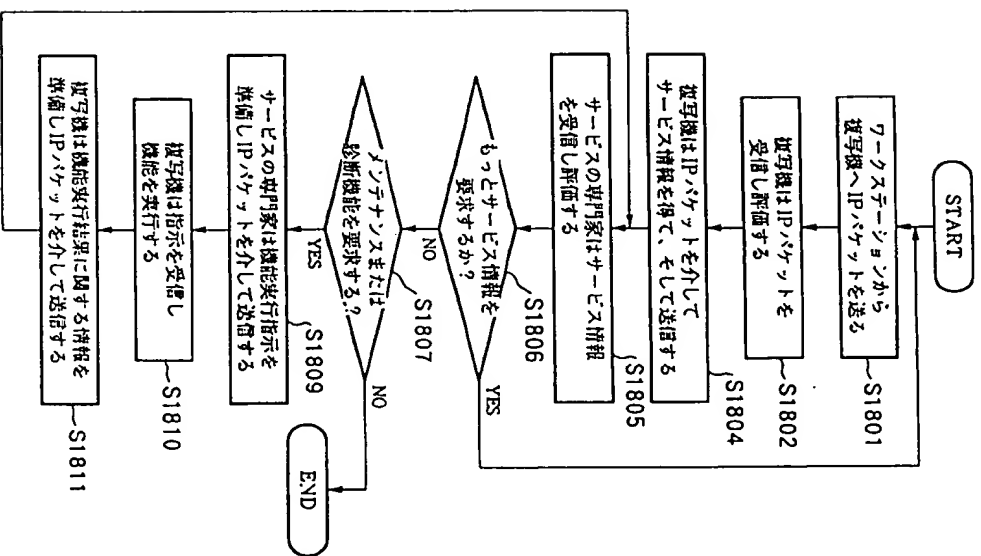 START
ワークステーションから
複写機へIPパケットを送る
S1801
複写機はIPパケットを
受信し評価する
S1802
複写機はIPパケットを介して
サービス情報を得て、そして送信する
S1804
サービスの専門家はサービス情報
を受信し評価する
S1805
もっとサービス情報を
要求するか?
S1806
YES
NO
メンテナンスまたは
診断機能を要求する?
S1807
NO
YES
END
サービスの専門家は機能実行指示を
準備しIPパケットを介して送信する
S1809
複写機は指示を受信し
機能を実行する
S1810
複写機は機能実行結果に関する情報を
準備しIPパケットを介して送信する
S1811